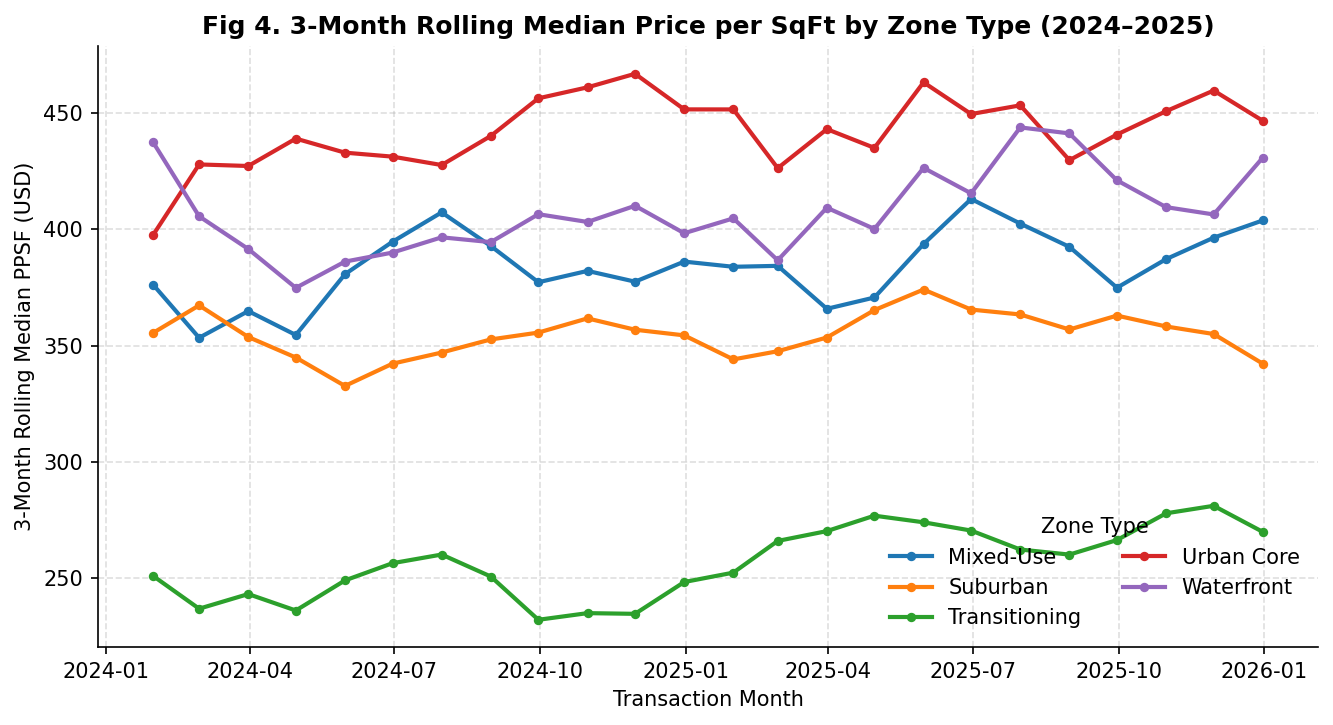 Fig 4. 3-Month Rolling Median Price per SqFt by Zone Type (2024–2025)
3-Month Rolling Median PPSF (USD)
450
400
350
300
250
Zone Type
Mixed-Use
Suburban
Transitioning
Urban Core
Waterfront
2024-01 2024-04 2024-07 2024-10 2025-01 2025-04 2025-07 2025-10 2026-01
Transaction Month